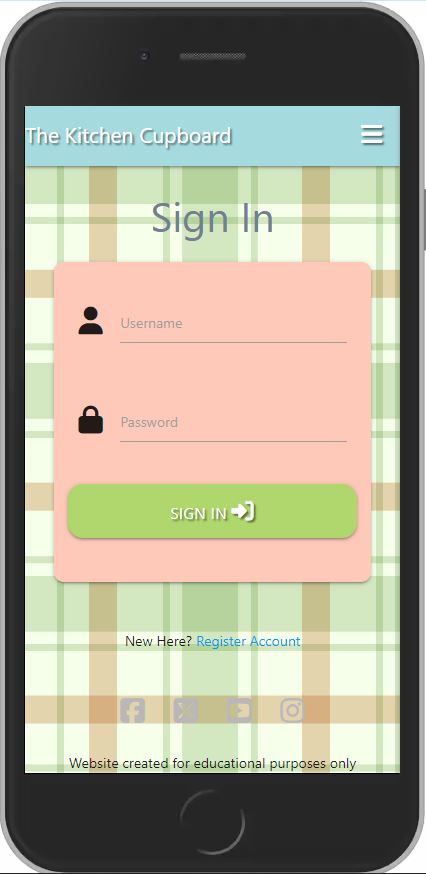 The Kitchen Cupboard
Sign In
Username
Password
SIGN IN
New Here? Register Account
Website created for educational purposes only